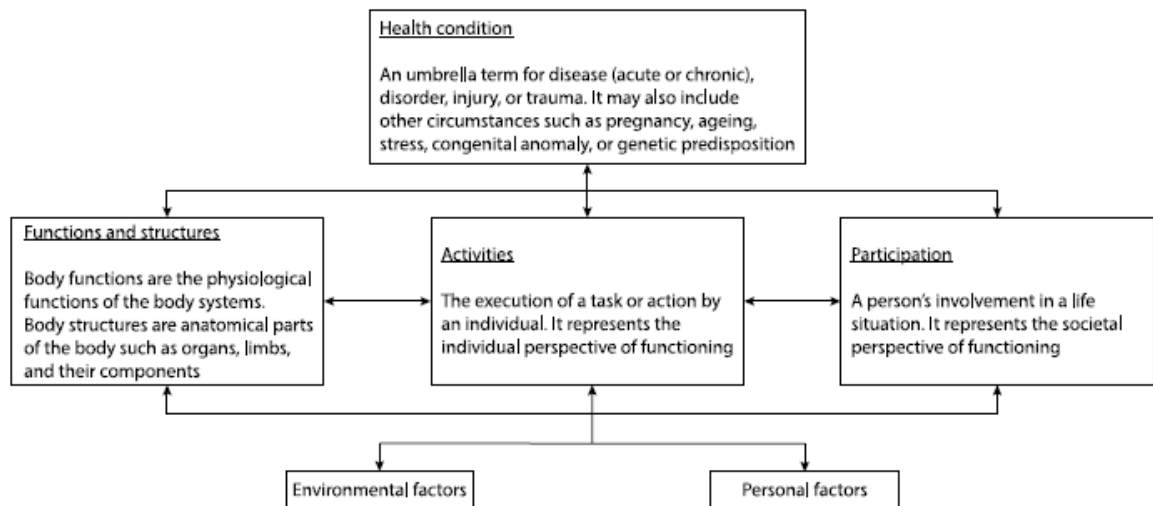 Health condition
An umbrella term for disease (acute or chronic),
disorder, injury, or trauma. It may also include
other circumstances such as pregnancy, ageing,
stress, congenital anomaly, or genetic predisposition
Functions and structures
Body functions are the physiological
functions of the body systems.
Body structures are anatomical parts
of the body such as organs, limbs,
and their components
Activities
The execution of a task or action by
an individual. It represents the
individual perspective of functioning
Participation
A person's involvement in a life
situation. It represents the societal
perspective of functioning
Environmental factors
Personal factors